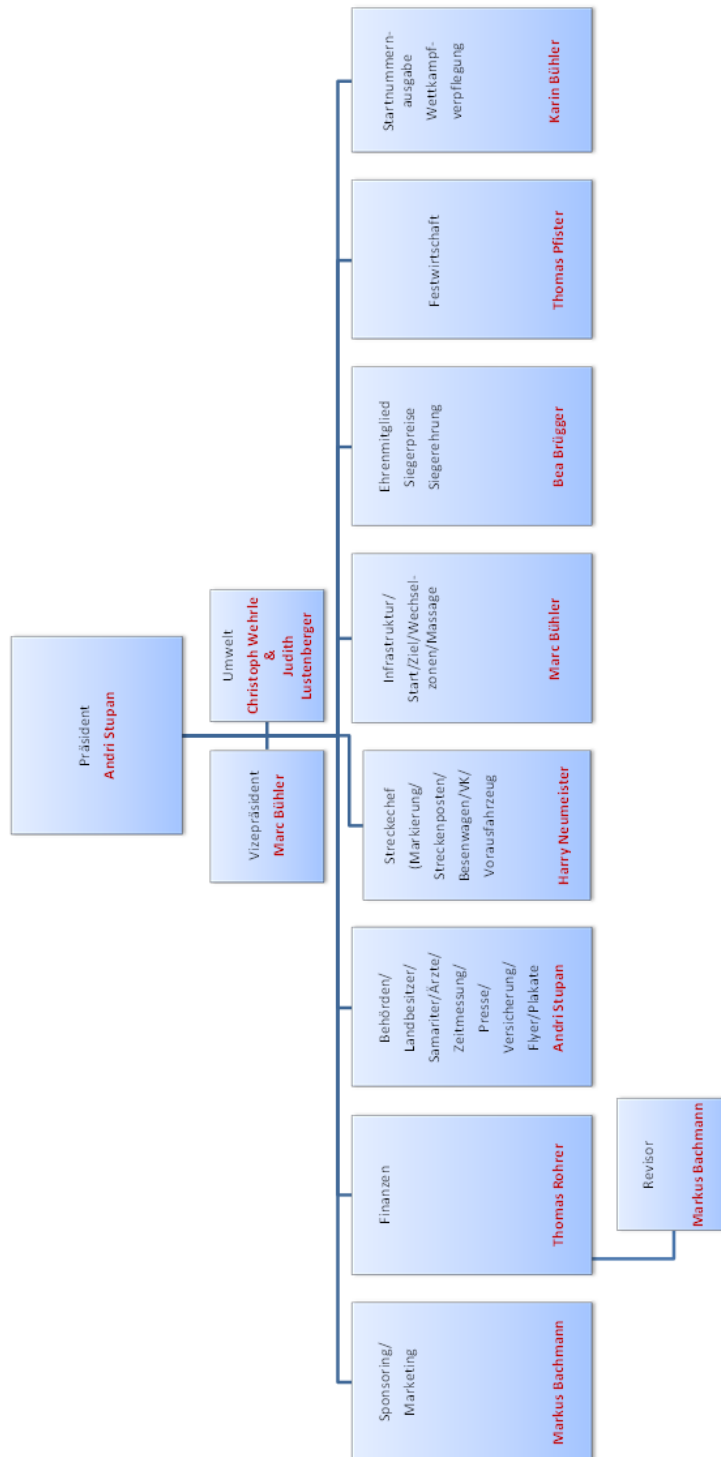 Präsident
Andri Stupan
Vizepräsident
Marc Bühler
Umwelt
Christoph Wehrle
&
Judith
Lustenberger
Sponsoring/
Marketing
Markus Bachmann
Finanzen
Thomas Rohrer
Behörden/
Landbesitzer/
Samariter/Ärzte/
Zeitmessung/
Presse/
Versicherung/
Flyer/Plakate
Andri Stupan
Streckechef
(Markierung/
Streckenposten/
Besenwagen/VK/
Vorausfahrzeug
Harry Neumeister
Infrastruktur/
Start/Ziel/Wechsel-
zonen/Massage
Marc Bühler
Ehrenmitglied
Siegerpreise
Siegerehrung
Bea Brügger
Festwirtschaft
Thomas Pfister
Startnummern-
ausgabe
Wettkampf-
verpflegung
Karin Bühler
Revisor
Markus Bachmann